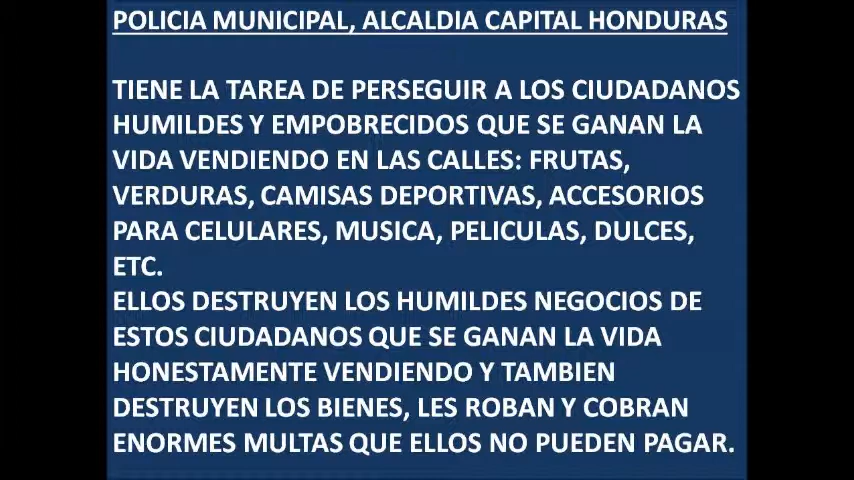 POLICIA MUNICIPAL, ALCALDIA CAPITAL HONDURAS
TIENE LA TAREA DE PERSEGUIR A LOS CIUDADANOS
HUMILDES Y EMPOBRECIDOS QUE SE GANAN LA
VIDA VENDIENDO EN LAS CALLES: FRUTAS,
VERDURAS, CAMISAS DEPORTIVAS, ACCESORIOS
PARA CELULARES, MUSICA, PELICULAS, DULCES,
ETC.
ELLOS DESTRUYEN LOS HUMILDES NEGOCIOS DE
ESTOS CIUDADANOS QUE SE GANAN LA VIDA
HONESTAMENTE VENDIENDO Y TAMBIEN
DESTRUYEN LOS BIENES, LES ROBAN Y COBRAN
ENORMES MULTAS QUE ELLOS NO PUEDEN PAGAR.